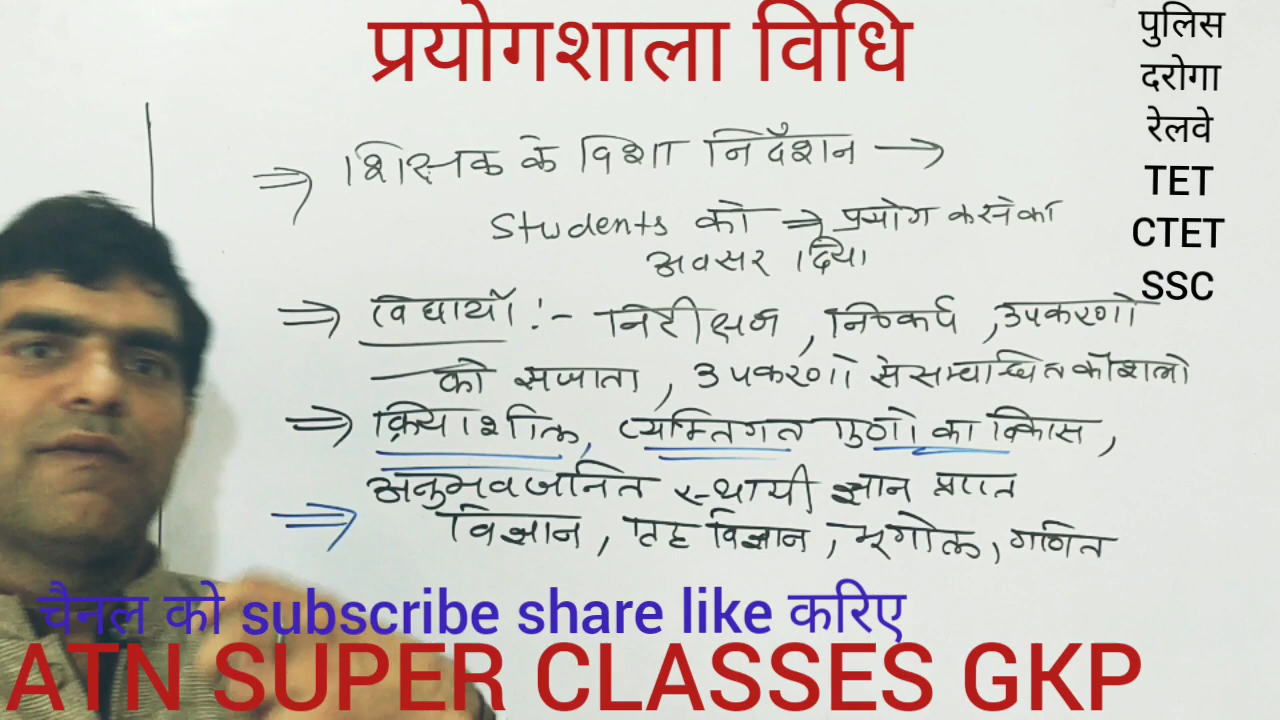 प्रयोगशाला विधि
पुलिस
दरोगा
रेलवे
TET
CTET
SSC
⇒ शिक्षक के दिशा निर्देशन →
Students को ⇒ प्रयोग करने का
अवसर दिया
⇒ विद्यार्थी :- निरीक्षण, निष्कर्ष, उपकरणो
को सजाता, उपकरणो से सम्बन्धित कौशलो
⇒ क्रियाशील, व्यक्तिगत गुणो का विकास,
अनुभवजनित स्थायी ज्ञान प्राप्त
⇒ विज्ञान, गृह विज्ञान, भूगोल, गणित
चैनल को subscribe share like करिए
ATN SUPER CLASSES GKP